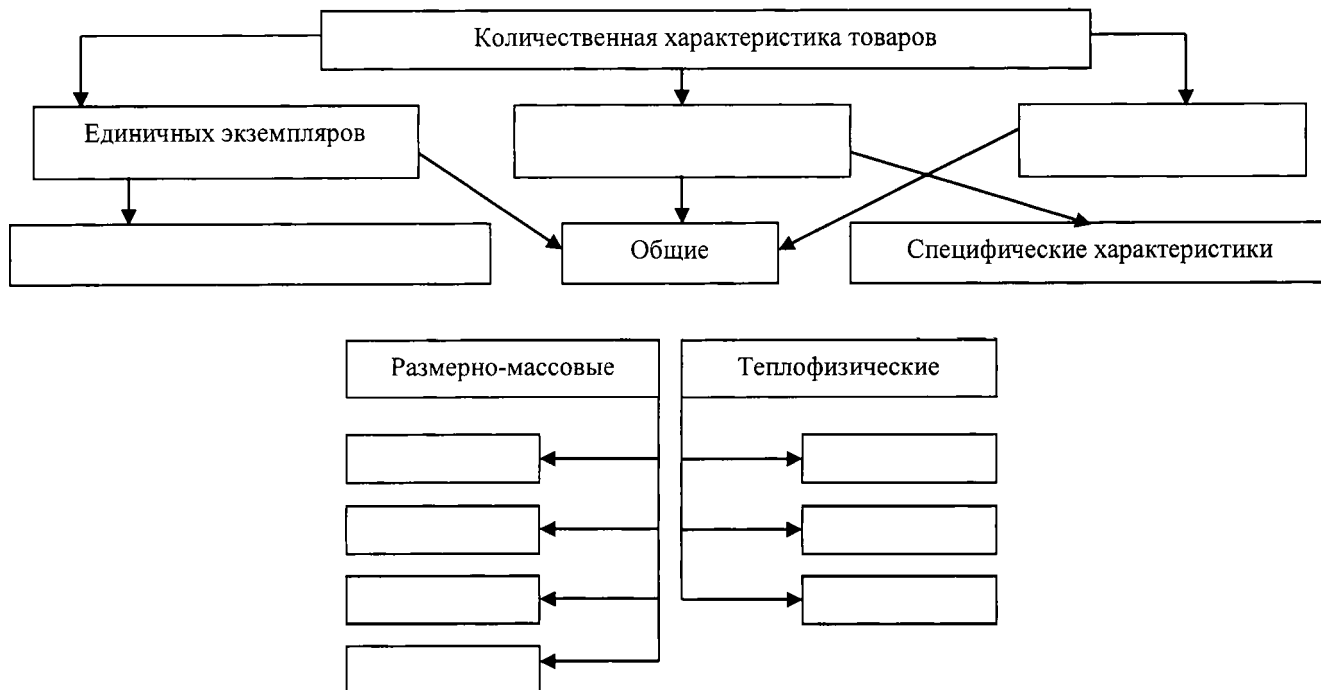 Количественная характеристика товаров
Единичных экземпляров
Общие
Специфические характеристики
Размерно-массовые
Теплофизические